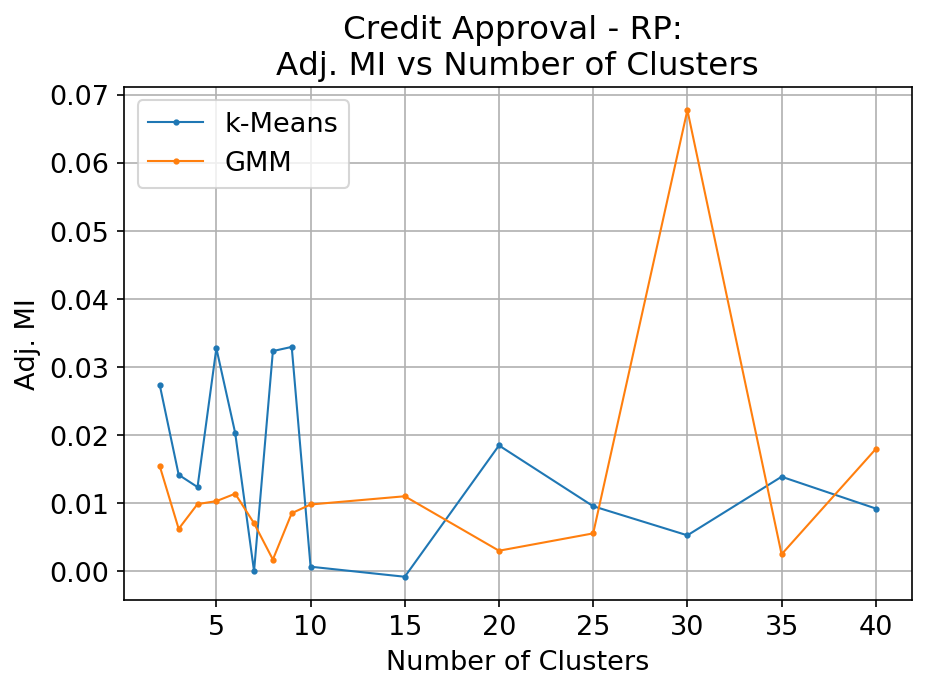 Credit Approval - RP:
Adj. MI vs Number of Clusters
k-Means
GMM
Adj. MI
0.07
0.06
0.05
0.04
0.03
0.02
0.01
0.00
5 10 15 20 25 30 35 40
Number of Clusters